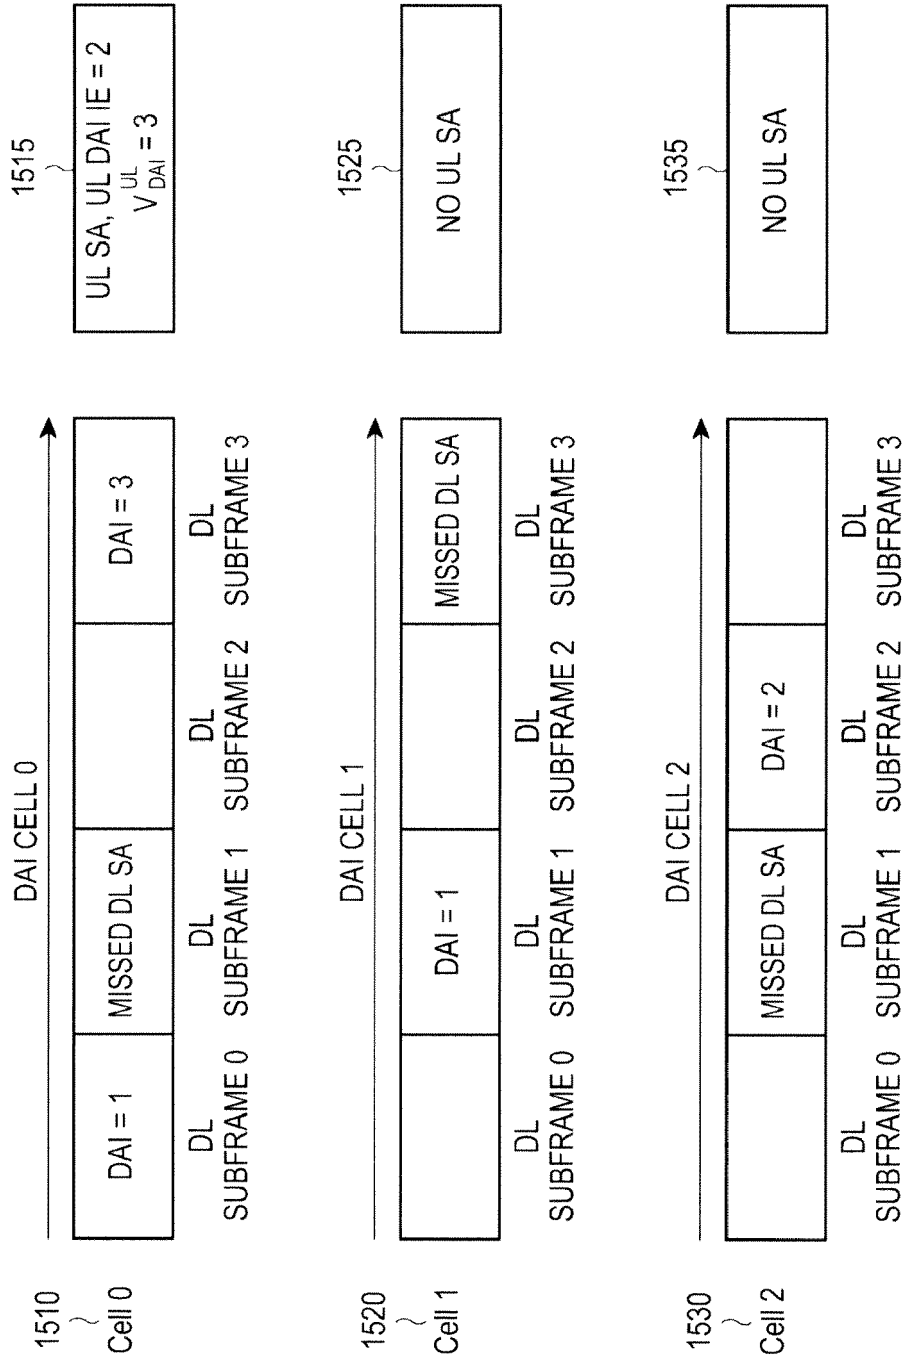 1510
Cell 0
DAI CELL 0
DAI = 1
MISSED DL SA
DAI = 3
DL
SUBFRAME 0
DL
SUBFRAME 1
DL
SUBFRAME 2
DL
SUBFRAME 3
1515
UL SA, UL DAI IE = 2
V UL DAI = 3
1520
Cell 1
DAI CELL 1
DAI = 1
MISSED DL SA
DL
SUBFRAME 0
DL
SUBFRAME 1
DL
SUBFRAME 2
DL
SUBFRAME 3
1525
NO UL SA
1530
Cell 2
DAI CELL 2
MISSED DL SA
DAI = 2
DL
SUBFRAME 0
DL
SUBFRAME 1
DL
SUBFRAME 2
DL
SUBFRAME 3
1535
NO UL SA